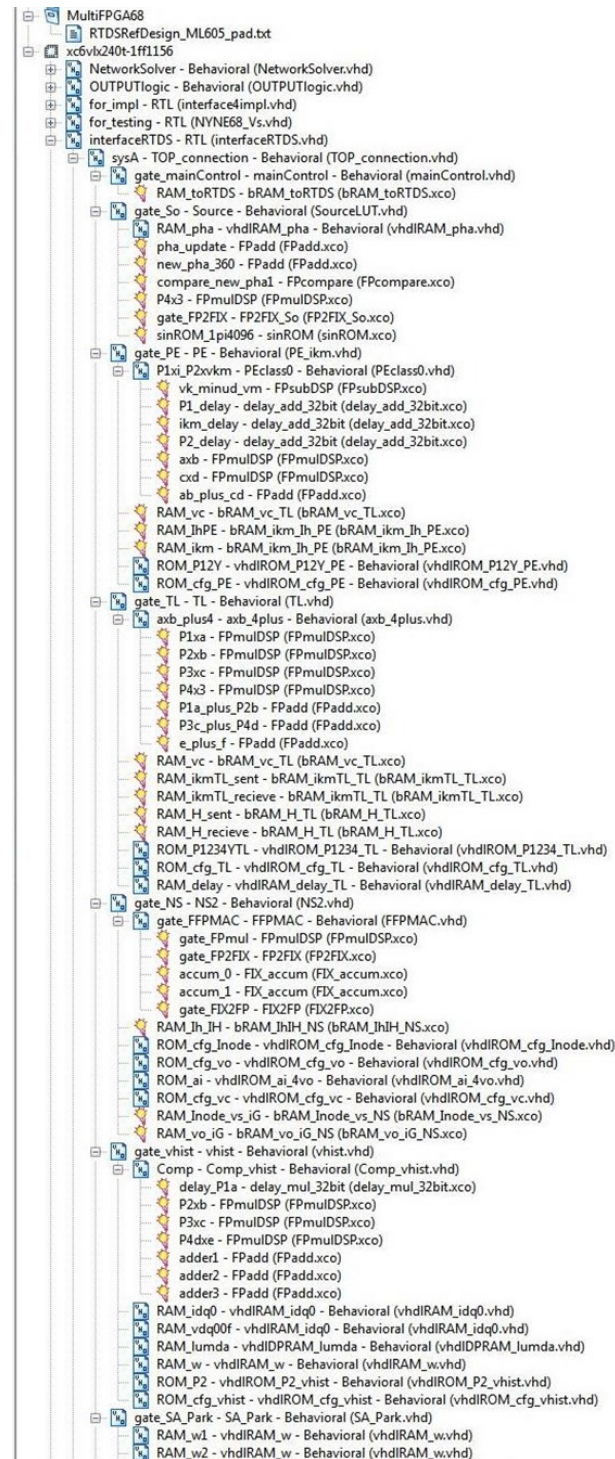 MultiFPGA68
RTDSRefDesign_ML605_pad.txt
xc6vlx240t-1ff1156
NetworkSolver - Behavioral (NetworkSolver.vhd)
OUTPUTlogic - Behavioral (OUTPUTlogic.vhd)
for_impl - RTL (interface4impl.vhd)
for_testing - RTL (NYNE68_Vs.vhd)
interfaceRTDS - RTL (interfaceRTDS.vhd)
sysA - TOP_connection - Behavioral (TOP_connection.vhd)
gate_mainControl - mainControl - Behavioral (mainControl.vhd)
RAM_toRTDS - bRAM_toRTDS (bRAM_toRTDS.xco)
gate_So - Source - Behavioral (SourceLUT.vhd)
RAM_pha - vhdlRAM_pha - Behavioral (vhdlRAM_pha.vhd)
pha_update - FPadd (FPadd.xco)
new_pha_360 - FPadd (FPadd.xco)
compare_new_pha1 - FPcompare (FPcompare.xco)
P4x3 - FPmulDSP (FPmulDSP.xco)
gate_FP2FIX - FP2FIX_So (FP2FIX_So.xco)
sinROM_1pi4096 - sinROM (sinROM.xco)
gate_PE - PE - Behavioral (PE_ikm.vhd)
P1xi_P2xvkm - PEclass0 - Behavioral (PEclass0.vhd)
vk_minud_vm - FPsubDSP (FPsubDSP.xco)
P1_delay - delay_add_32bit (delay_add_32bit.xco)
ikm_delay - delay_add_32bit (delay_add_32bit.xco)
P2_delay - delay_add_32bit (delay_add_32bit.xco)
axb - FPmulDSP (FPmulDSP.xco)
cxd - FPmulDSP (FPmulDSP.xco)
ab_plus_cd - FPadd (FPadd.xco)
RAM_vc - bRAM_vc_TL (bRAM_vc_TL.xco)
RAM_IhPE - bRAM_ikm_Ih_PE (bRAM_ikm_Ih_PE.xco)
RAM_ikm - bRAM_ikm_Ih_PE (bRAM_ikm_Ih_PE.xco)
ROM_P12Y - vhdlROM_P12Y_PE - Behavioral (vhdlROM_P12Y_PE.vhd)
ROM_cfg_PE - vhdlROM_cfg_PE - Behavioral (vhdlROM_cfg_PE.vhd)
gate_TL - TL - Behavioral (TL.vhd)
axb_plus4 - axb_4plus - Behavioral (axb_4plus.vhd)
P1xa - FPmulDSP (FPmulDSP.xco)
P2xb - FPmulDSP (FPmulDSP.xco)
P3xc - FPmulDSP (FPmulDSP.xco)
P4x3 - FPmulDSP (FPmulDSP.xco)
P1a_plus_P2b - FPadd (FPadd.xco)
P3c_plus_P4d - FPadd (FPadd.xco)
e_plus_f - FPadd (FPadd.xco)
RAM_vc - bRAM_vc_TL (bRAM_vc_TL.xco)
RAM_ikmTL_sent - bRAM_ikmTL_TL (bRAM_ikmTL_TL.xco)
RAM_ikmTL_recieve - bRAM_ikmTL_TL (bRAM_ikmTL_TL.xco)
RAM_H_sent - bRAM_H_TL (bRAM_H_TL.xco)
RAM_H_recieve - bRAM_H_TL (bRAM_H_TL.xco)
ROM_P1234YTL - vhdlROM_P1234_TL - Behavioral (vhdlROM_P1234_TL.vhd)
ROM_cfg_TL - vhdlROM_cfg_TL - Behavioral (vhdlROM_cfg_TL.vhd)
RAM_delay - vhdlRAM_delay_TL - Behavioral (vhdlRAM_delay_TL.vhd)
gate_NS - NS2 - Behavioral (NS2.vhd)
gate_FFPMAC - FFPMAC - Behavioral (FFPMAC.vhd)
gate_FPmul - FPmulDSP (FPmulDSP.xco)
gate_FP2FIX - FP2FIX (FP2FIX.xco)
accum_0 - FIX_accum (FIX_accum.xco)
accum_1 - FIX_accum (FIX_accum.xco)
gate_FIX2FP - FIX2FP (FIX2FP.xco)
RAM_Ih_IH - bRAM_IhIH_NS (bRAM_IhIH_NS.xco)
ROM_cfg_Inode - vhdlROM_cfg_Inode - Behavioral (vhdlROM_cfg_Inode.vhd)
ROM_cfg_vo - vhdlROM_cfg_vo - Behavioral (vhdlROM_cfg_vo.vhd)
ROM_ai - vhdlROM_ai_4vo - Behavioral (vhdlROM_ai_4vo.vhd)
ROM_cfg_vc - vhdlROM_cfg_vc - Behavioral (vhdlROM_cfg_vc.vhd)
RAM_Inode_vs_iG - bRAM_Inode_vs_NS (bRAM_Inode_vs_NS.xco)
RAM_vo_iG - bRAM_vo_iG_NS (bRAM_vo_iG_NS.xco)
gate_vhist - vhist - Behavioral (vhist.vhd)
Comp - Comp_vhist - Behavioral (Comp_vhist.vhd)
delay_P1a - delay_mul_32bit (delay_mul_32bit.xco)
P2xb - FPmulDSP (FPmulDSP.xco)
P3xc - FPmulDSP (FPmulDSP.xco)
P4dxe - FPmulDSP (FPmulDSP.xco)
adder1 - FPadd (FPadd.xco)
adder2 - FPadd (FPadd.xco)
adder3 - FPadd (FPadd.xco)
RAM_idq0 - vhdlRAM_idq0 - Behavioral (vhdlRAM_idq0.vhd)
RAM_vdq00f - vhdlRAM_idq0 - Behavioral (vhdlRAM_idq0.vhd)
RAM_lumda - vhdlDPRAM_lumda - Behavioral (vhdlDPRAM_lumda.vhd)
RAM_w - vhdlRAM_w - Behavioral (vhdlRAM_w.vhd)
ROM_P2 - vhdlROM_P2_vhist - Behavioral (vhdlROM_P2_vhist.vhd)
ROM_cfg_vhist - vhdlROM_cfg_vhist - Behavioral (vhdlROM_cfg_vhist.vhd)
gate_SA_Park - SA_Park - Behavioral (SA_Park.vhd)
RAM_w1 - vhdlRAM_w - Behavioral (vhdlRAM_w.vhd)
RAM_w2 - vhdlRAM_w - Behavioral (vhdlRAM_w.vhd)